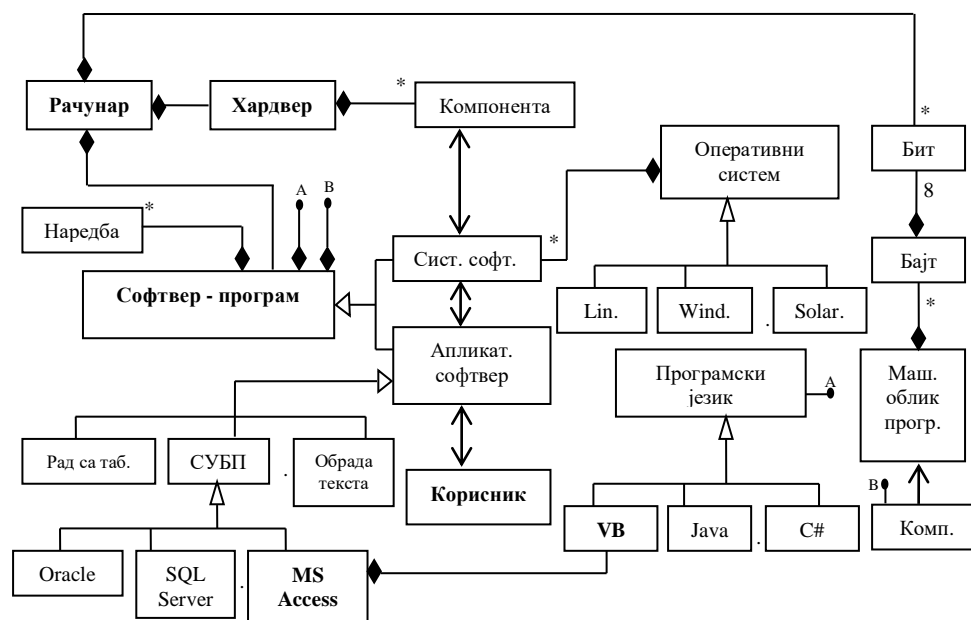 *
Рачунар
Хардвер
*
Компонента
Оперативни
систем
Бит
8
A
B
Наредба
*
Сист. софт.
*
Бајт
*
Софтвер - програм
Lin.
Wind.
.
Solar.
Апликат.
софтвер
Програмски
језик
A
Маш.
облик
прогр.
Рад са таб.
СУБП
.
Обрада
текста
Корисник
B
VB
Java
.
C#
Комп.
Oracle
SQL
Server
.
MS
Access